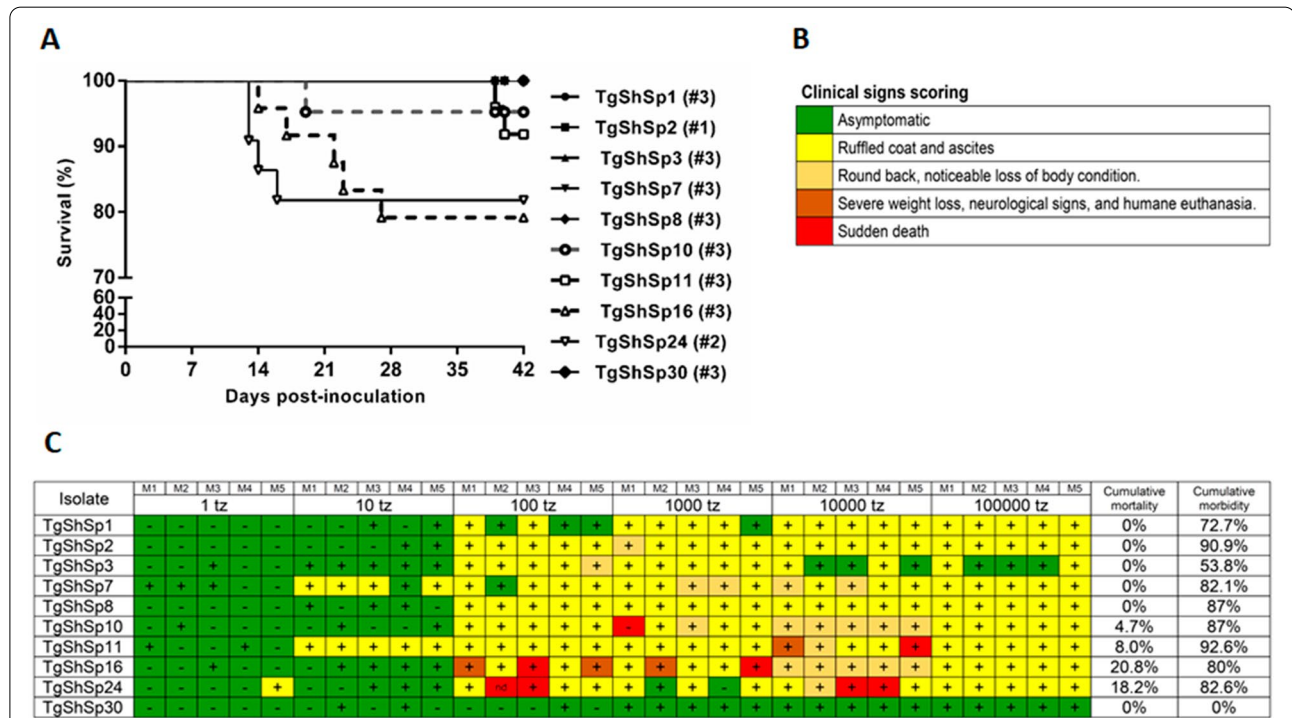 A
B
100
90
80
70
60
40
20
0
Survival (%)
0 7 14 21 28 35 42
Days post-inoculation
TgShSp1 (#3)
TgShSp2 (#1)
TgShSp3 (#3)
TgShSp7 (#3)
TgShSp8 (#3)
TgShSp10 (#3)
TgShSp11 (#3)
TgShSp16 (#3)
TgShSp24 (#2)
TgShSp30 (#3)
Clinical signs scoring
Asymptomatic
Ruffled coat and ascites
Round back, noticeable loss of body condition.
Severe weight loss, neurological signs, and humane euthanasia.
Sudden death
C
Isolate M1 M2 M3 M4 M5 M1 M2 M3 M4 M5 M1 M2 M3 M4 M5 M1 M2 M3 M4 M5 M1 M2 M3 M4 M5 M1 M2 M3 M4 M5 Cumulative mortality Cumulative morbidity
1 tz 10 tz 100 tz 1000 tz 10000 tz 100000 tz
TgShSp1 - - - - - - - + - + + + + + + + + + + + + + + + + + + + + + 0% 72.7%
TgShSp2 - - - - - - - - + + + + + + + + + + + + + + + + + + + + + + 0% 90.9%
TgShSp3 - - + - - + + + + + + + + + + + + + + + + + + + + + + + + + 0% 53.8%
TgShSp7 + + + - - + + + + + + + + + + + + + + + + + + + + + + + + + 0% 82.1%
TgShSp8 - - - - - + - + + - + + + + + + + + + + + + + + + + + + + + 0% 87%
TgShSp10 - + - - - - + - - + + + + + + - + + + + + + + + + + + + + + 4.7% 87%
TgShSp11 + - - + - + + + + + + + + + + + + + + + + + + + + + + + + + 8.0% 92.6%
TgShSp16 - - + - - - + + + + + + + + + + + + + + + + + + + + + + + + 20.8% 80%
TgShSp24 - - - - + - - + + + + nd + + + + + + - + + + + + + + + + + + 18.2% 82.6%
TgShSp30 - - - - - - + - + - - - - + - + + + + + + + + + + + + + + + 0% 0%